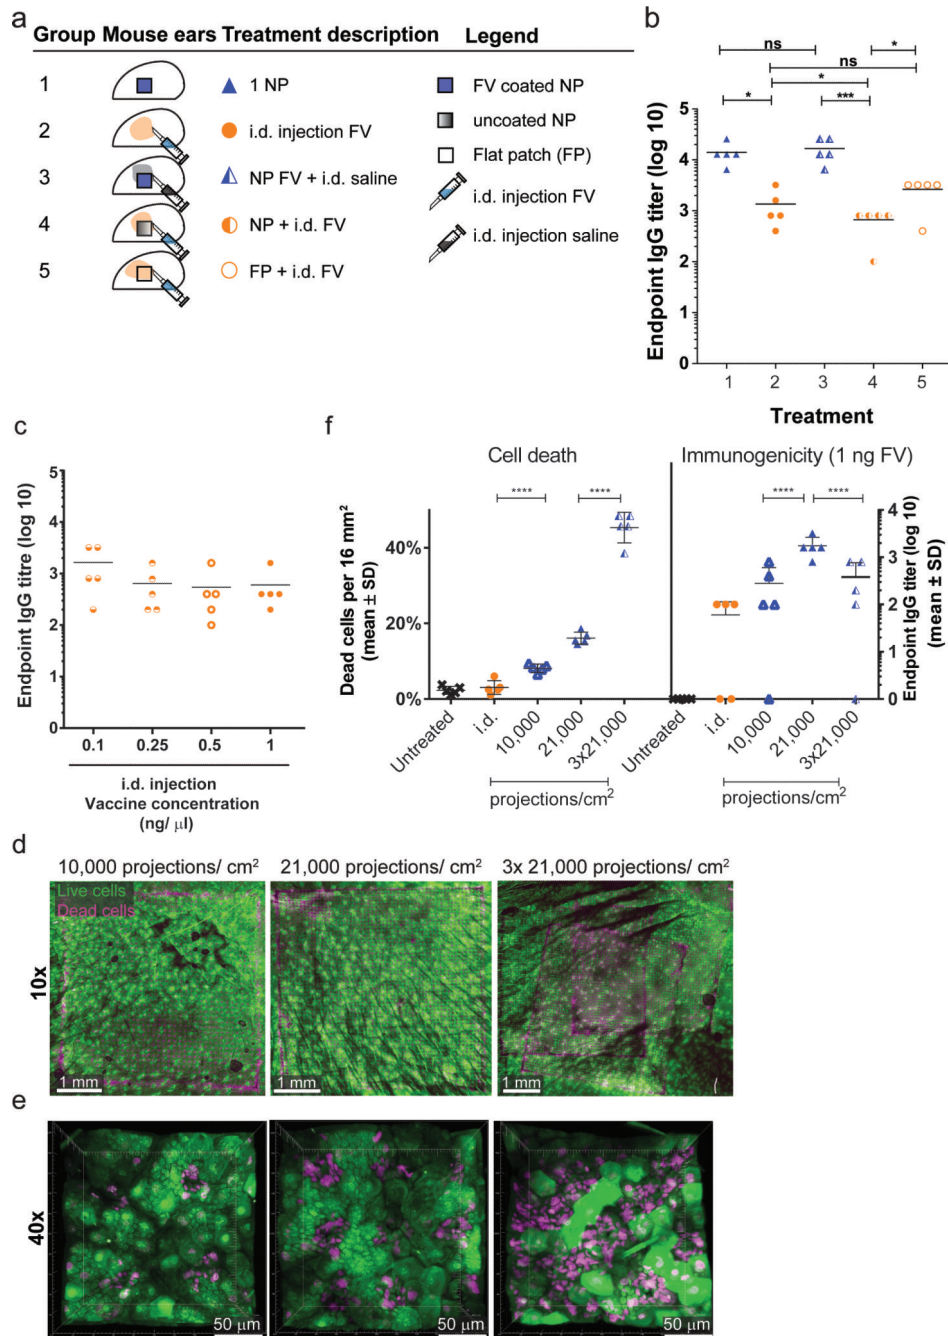 a
Group Mouse ears Treatment description Legend
1 1 NP FV coated NP
2 i.d. injection FV uncoated NP
3 NP FV + i.d. saline Flat patch (FP)
4 NP + i.d. FV i.d. injection FV
5 FP + i.d. FV i.d. injection saline
b
ns * ns
* * ***
Endpoint IgG titer (log 10)
5
4
3
2
1
0
1 2 3 4 5
Treatment
c
Endpoint IgG titre (log 10)
5
4
3
2
1
0
0.1 0.25 0.5 1
i.d. injection
Vaccine concentration
(ng/ μl)
f
Cell death
**** ****
Dead cells per 16 mm²
(mean ± SD)
40%
20%
0%
Untreated i.d. 10,000 21,000 3x21,000
projections/cm²
Immunogenicity (1 ng FV)
**** ****
4
3
2
1
0
Endpoint IgG titer (log 10)
(mean ± SD)
Untreated i.d. 10,000 21,000 3x21,000
projections/cm²
d
10,000 projections/ cm² 21,000 projections/ cm² 3x 21,000 projections/ cm²
Live cells
Dead cells
10x
1 mm 1 mm 1 mm
e
40x
50 μm 50 μm 50 μm